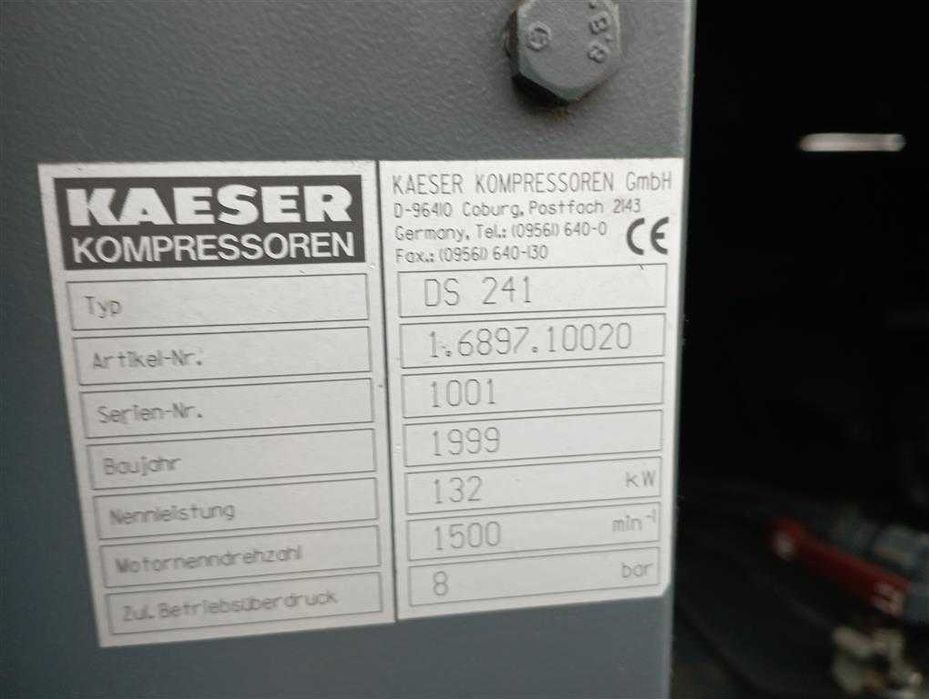 8.8
KAESER
KOMPRESSOREN
KAESER KOMPRESSOREN GmbH
D-96410 Coburg, Postfach 2143
Germany, Tel.: (09561) 640-0
Fax.: (09561) 640-130
CE
Typ DS 241
Artikel-Nr. 1.6897.10020
Serien-Nr. 1001
Baujahr 1999
Nennleistung 132 kW
Motornenndrehzahl 1500 min⁻¹
Zul. Betriebsüberdruck 8 bar